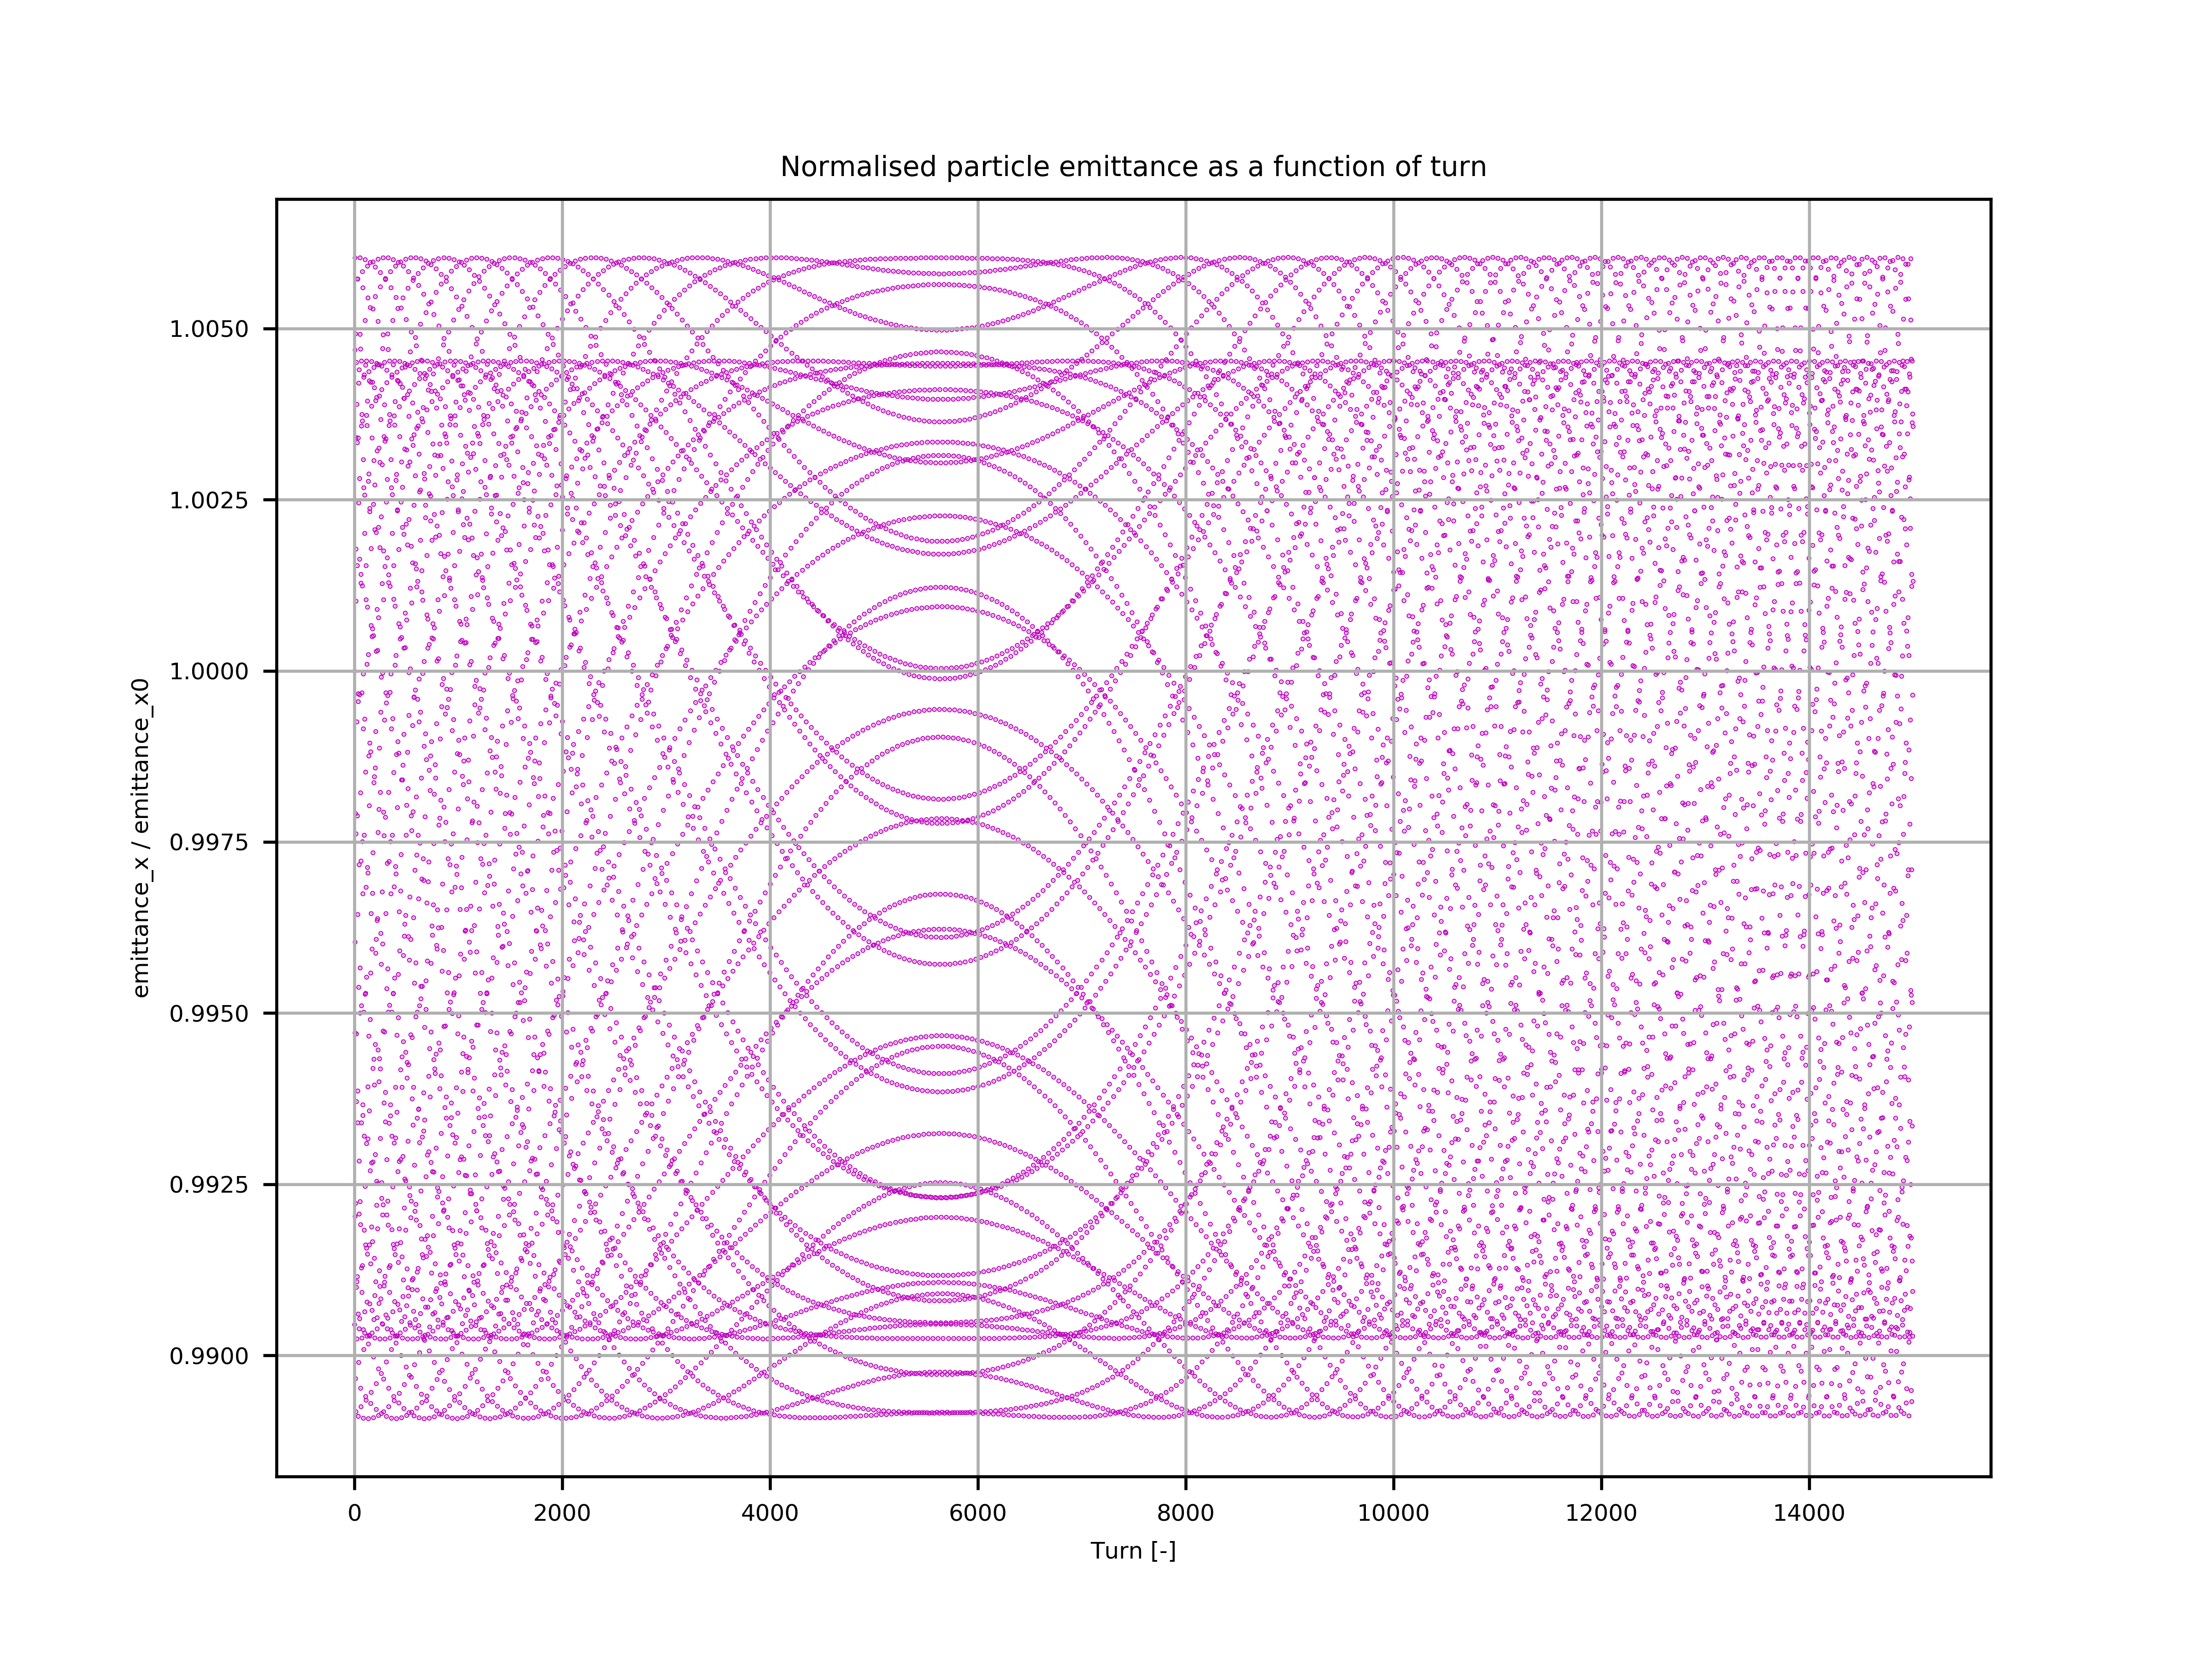 Normalised particle emittance as a function of turn
emittance_x / emittance_x0
1.0050
1.0025
1.0000
0.9975
0.9950
0.9925
0.9900
0 2000 4000 6000 8000 10000 12000 14000
Turn [-]